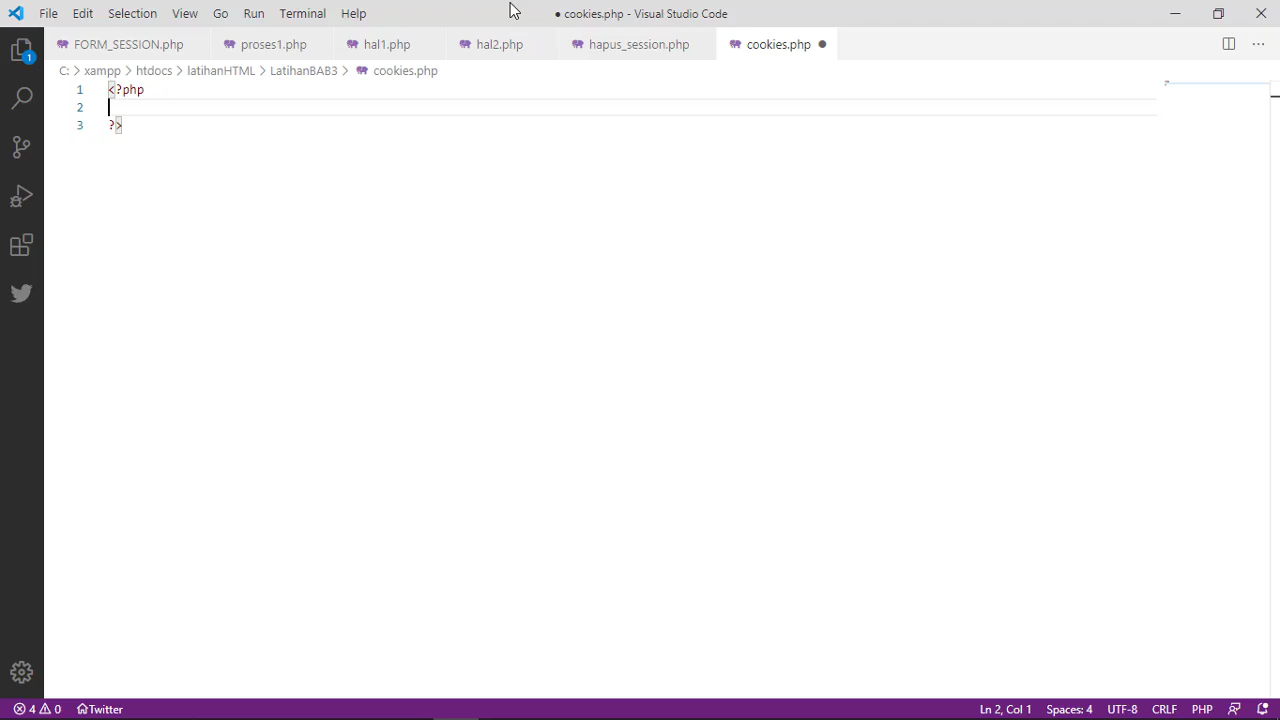 File Edit Selection View Go Run Terminal Help ● cookies.php - Visual Studio Code
FORM_SESSION.php proses1.php hal1.php hal2.php hapus_session.php cookies.php ●
C: > xampp > htdocs > latihanHTML > LatihanBAB3 > cookies.php
1 <?php
2
3 ?>
1
4 0 Twitter Ln 2, Col 1 Spaces: 4 UTF-8 CRLF PHP